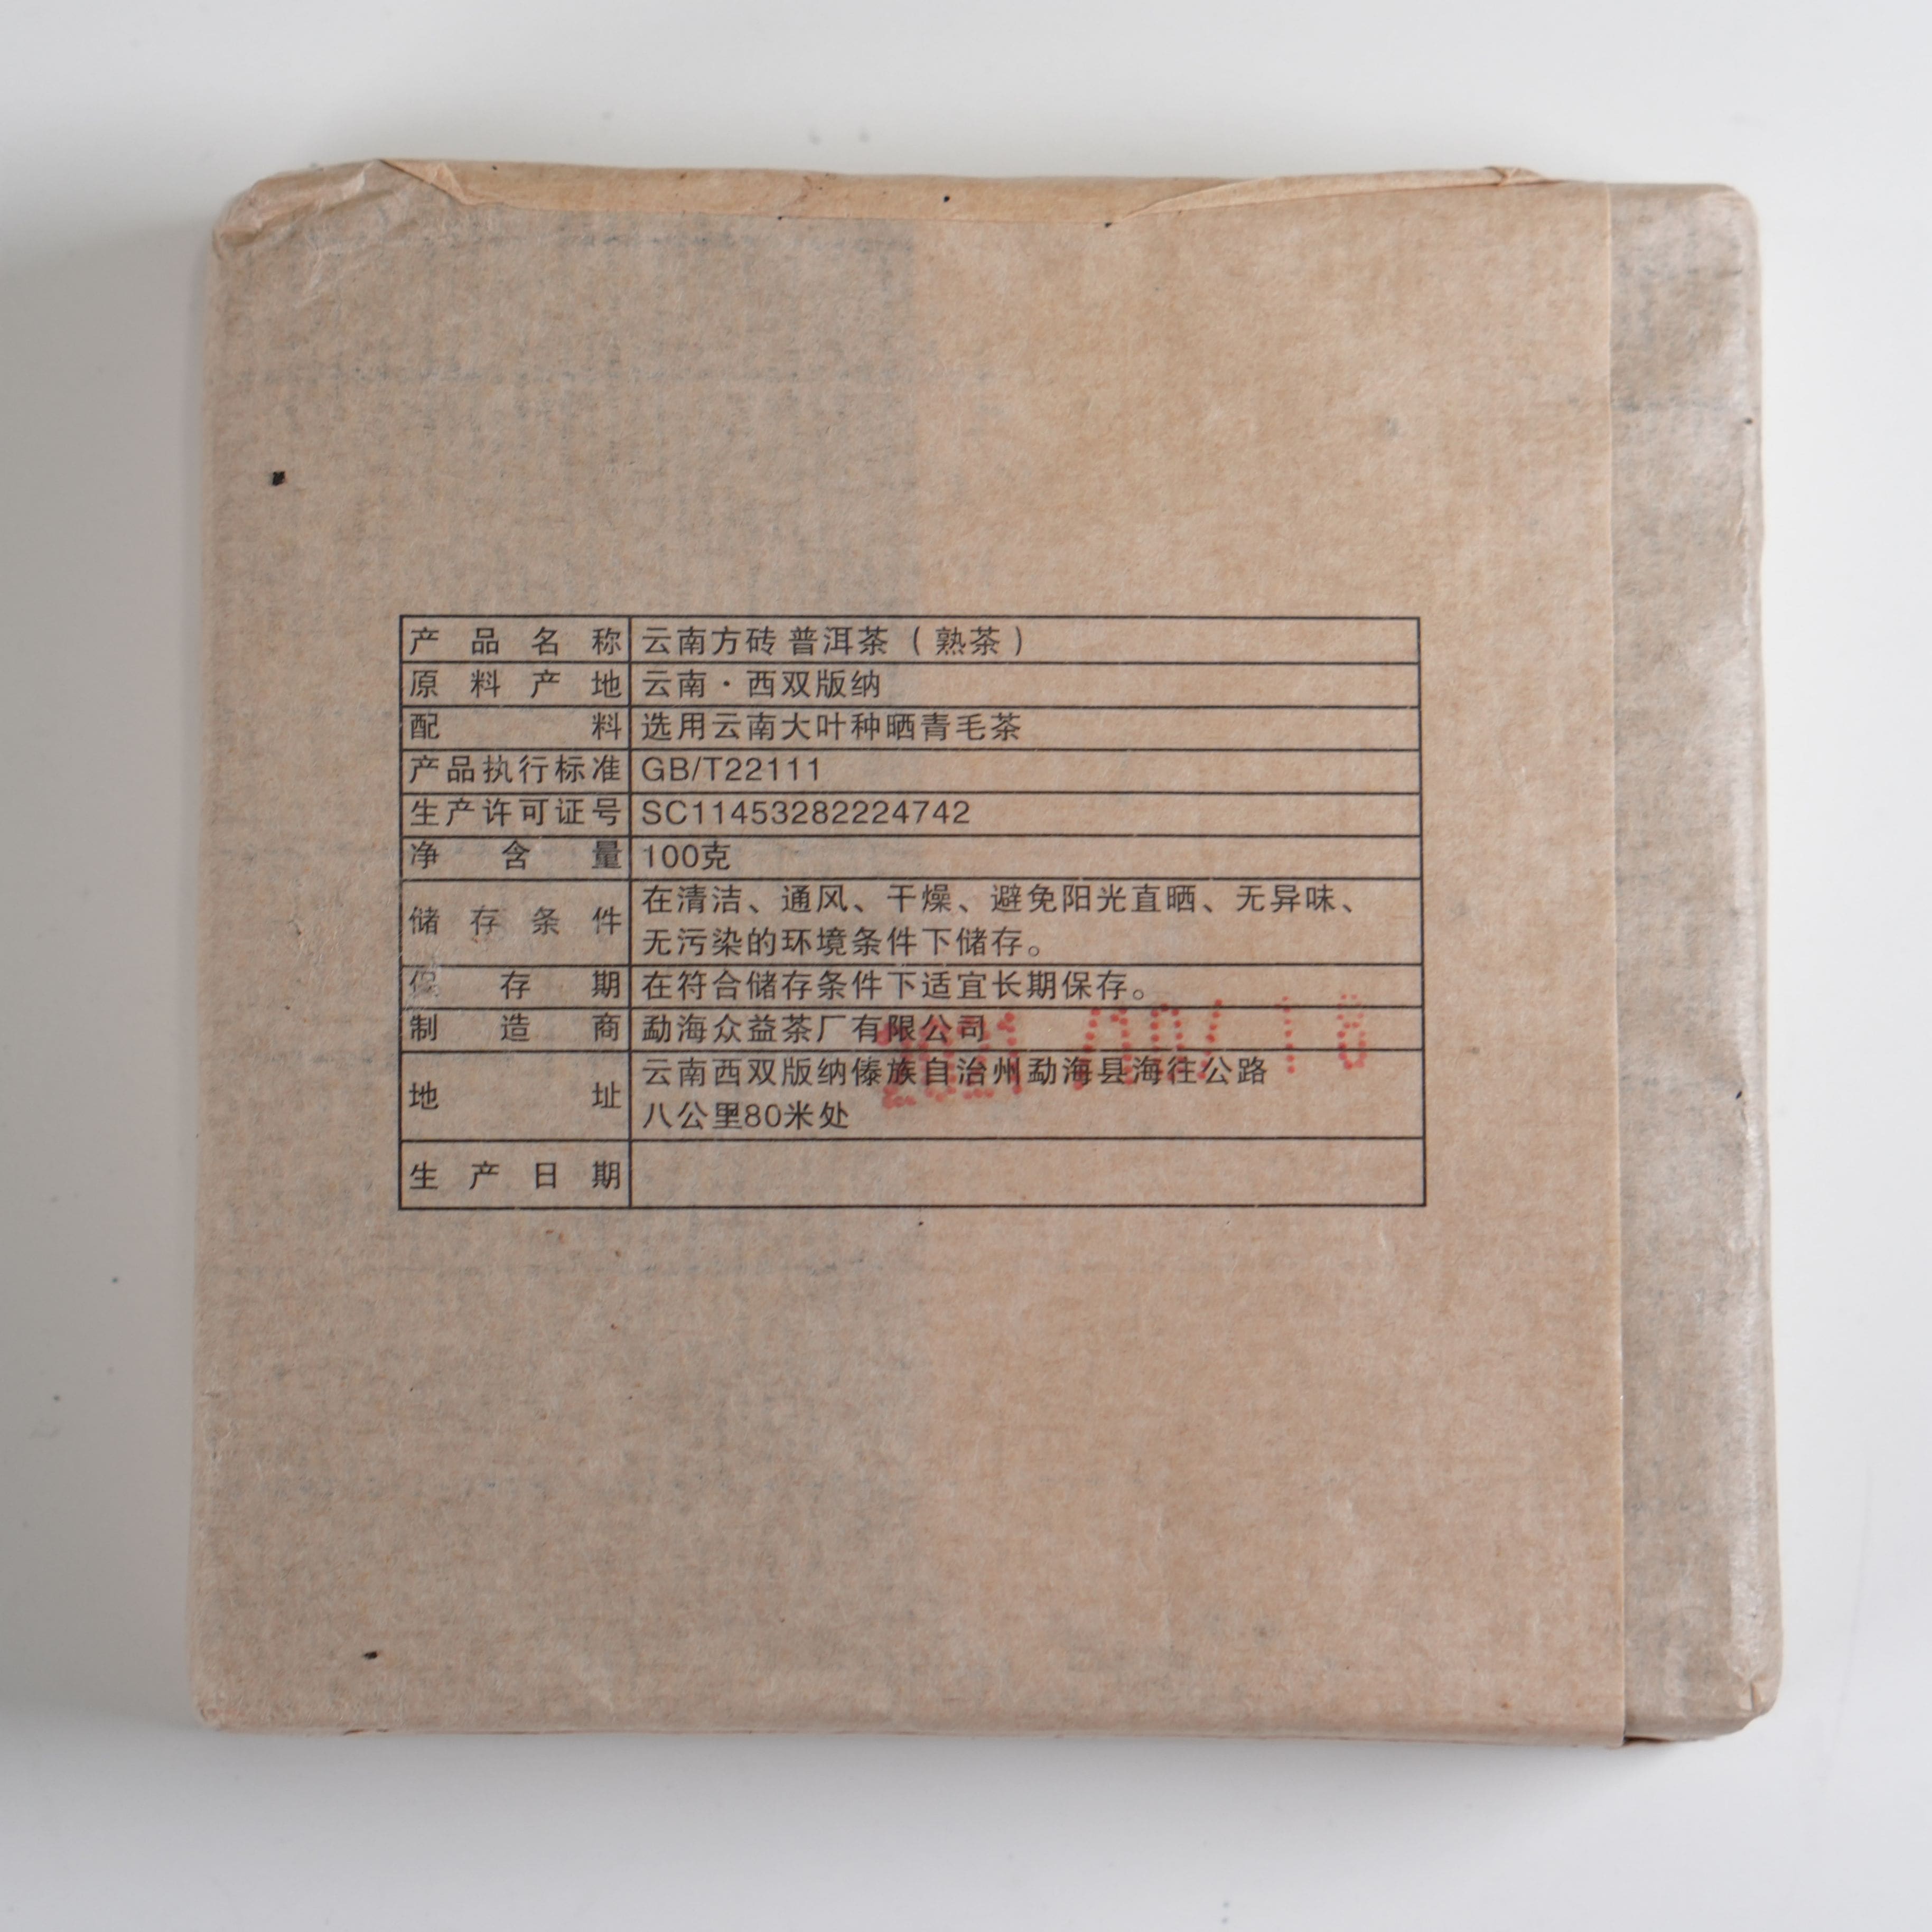 产品名称 云南方砖 普洱茶（熟茶）
原料产地 云南·西双版纳
配料 选用云南大叶种晒青毛茶
产品执行标准 GB/T22111
生产许可证号 SC11453282224742
净含量 100克
储存条件 在清洁、通风、干燥、避免阳光直晒、无异味、
无污染的环境条件下储存。
保存期 在符合储存条件下适宜长期保存。
制造商 勐海众益茶厂有限公司
地址 云南西双版纳傣族自治州勐海县海往公路
八公里80米处
生产日期
2021/10/18